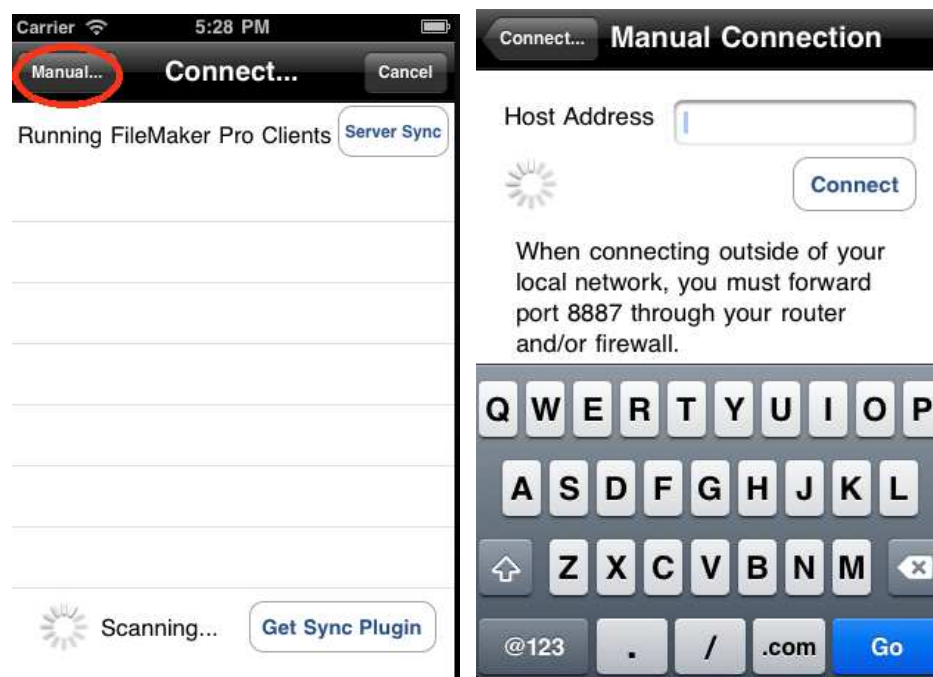 Carrier 5:28 PM
Manual... Connect... Cancel
Running FileMaker Pro Clients Server Sync
Scanning... Get Sync Plugin
Connect... Manual Connection
Host Address
Connect
When connecting outside of your
local network, you must forward
port 8887 through your router
and/or firewall.
Q W E R T Y U I O P
A S D F G H J K L
Z X C V B N M
@123 . / .com Go